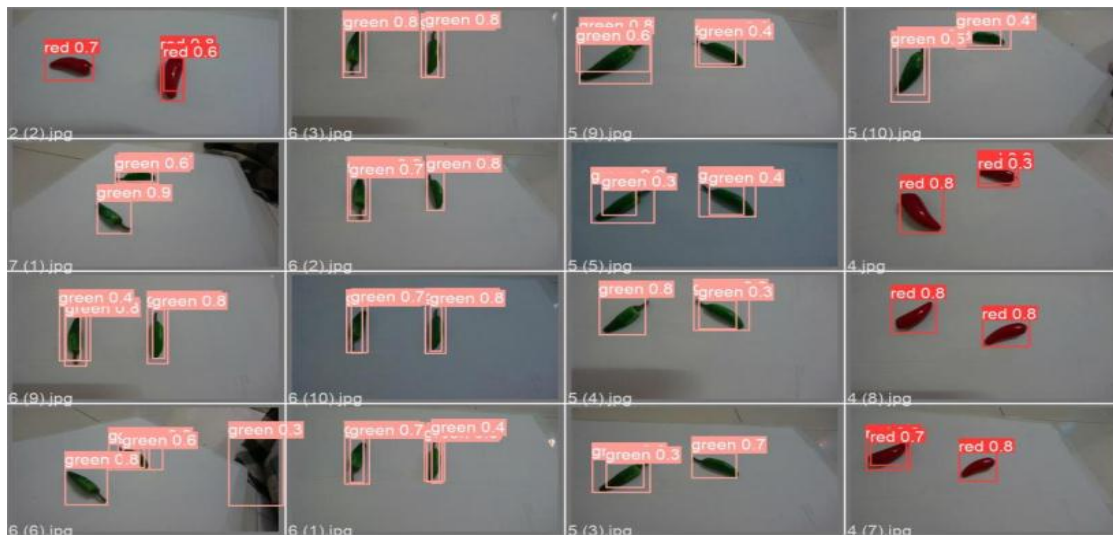 red 0.7
red 0.6
2 (2).jpg
green 0.8
green 0.8
6 (3).jpg
green 0.8
green 0.6
0.4
5 (9).jpg
green 0.4
green 0.5
5 (10).jpg
green 0.6
green 0.9
7 (1).jpg
green 0.7
green 0.8
6 (2).jpg
green 0.3
green 0.4
5 (5).jpg
red 0.3
red 0.8
4.jpg
green 0.4
green 0.8
6 (9).jpg
green 0.7
green 0.8
6 (10).jpg
green 0.8
green 0.3
5 (4).jpg
red 0.8
red 0.8
4 (8).jpg
green 0.6
green 0.8
green 0.3
6 (6).jpg
green 0.7
green 0.4
6 (1).jpg
green 0.3
green 0.7
5 (3).jpg
red 0.7
red 0.8
4 (7).jpg